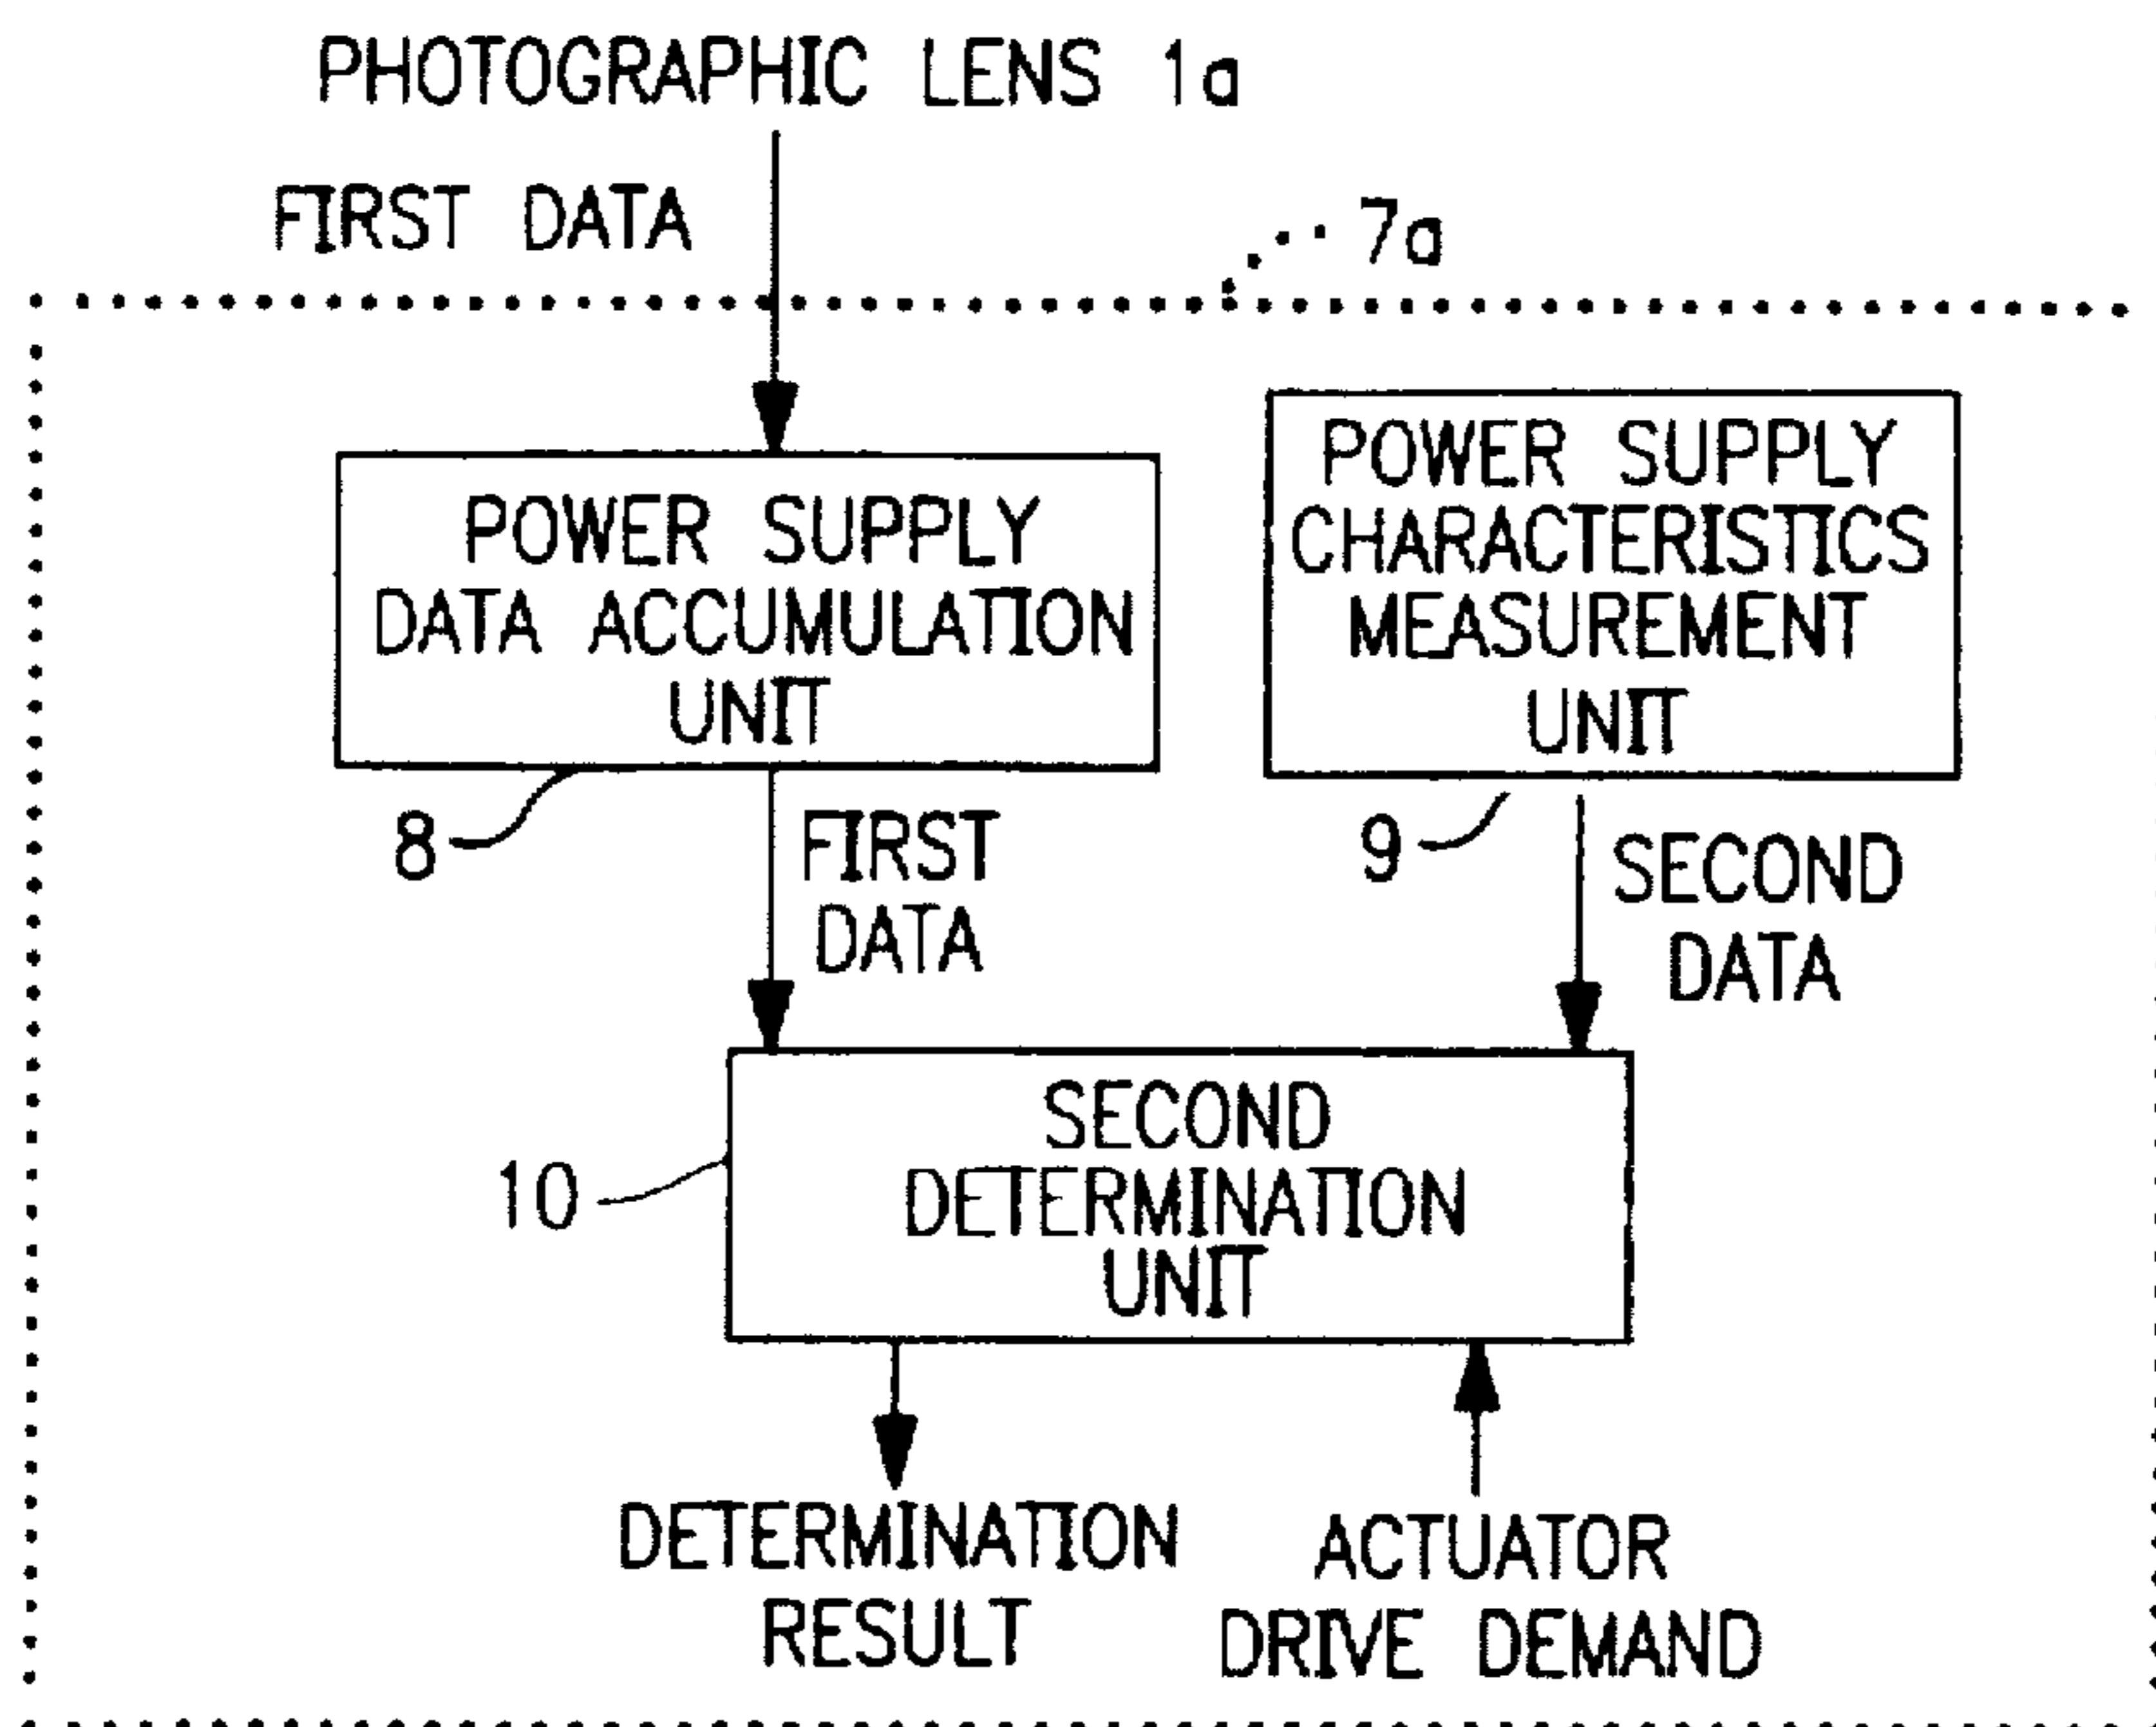 PHOTOGRAPHIC LENS 1a
FIRST DATA
7a
POWER SUPPLY
DATA ACCUMULATION
UNIT
POWER SUPPLY
CHARACTERISTICS
MEASUREMENT
UNIT
8
FIRST
DATA
9
SECOND
DATA
10
SECOND
DETERMINATION
UNIT
DETERMINATION
RESULT
ACTUATOR
DRIVE DEMAND